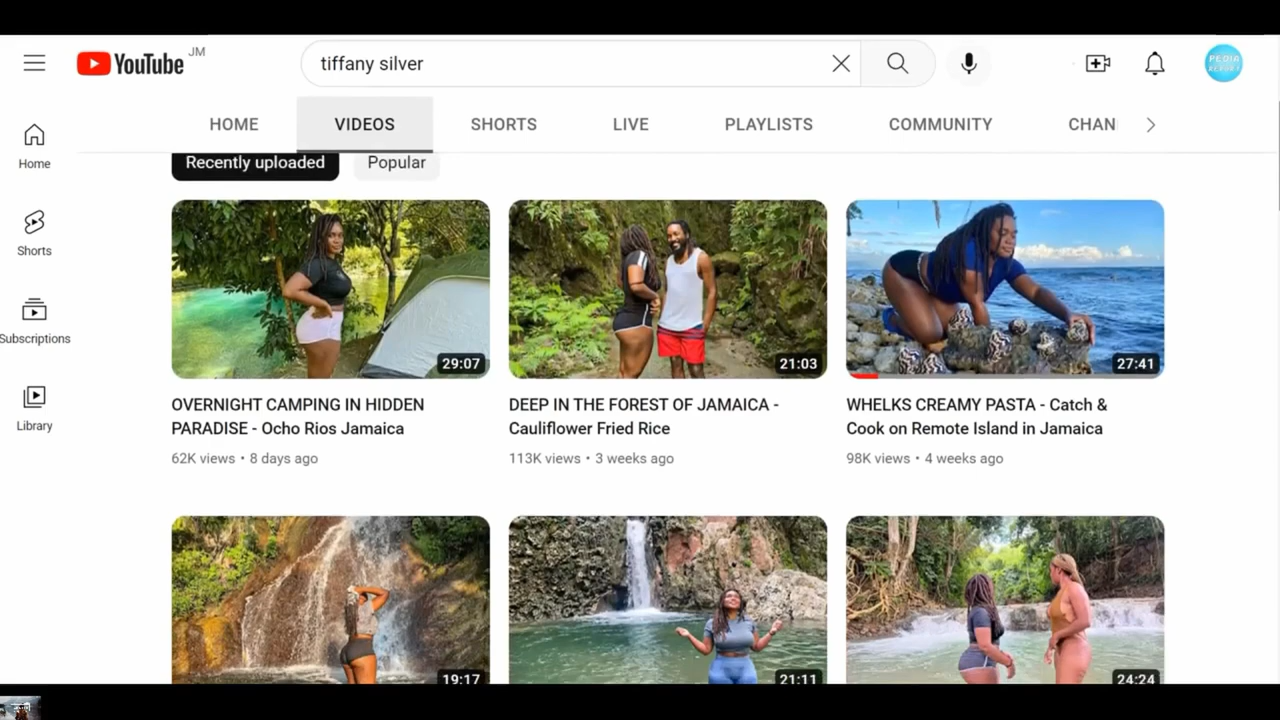 YouTube JM
tiffany silver
HOME VIDEOS SHORTS LIVE PLAYLISTS COMMUNITY CHAN
Recently uploaded Popular
Home
Shorts
Subscriptions
Library
29:07
21:03
27:41
OVERNIGHT CAMPING IN HIDDEN
PARADISE - Ocho Rios Jamaica
62K views • 8 days ago
DEEP IN THE FOREST OF JAMAICA -
Cauliflower Fried Rice
113K views • 3 weeks ago
WHELKS CREAMY PASTA - Catch &
Cook on Remote Island in Jamaica
98K views • 4 weeks ago
19:17
21:11
24:24